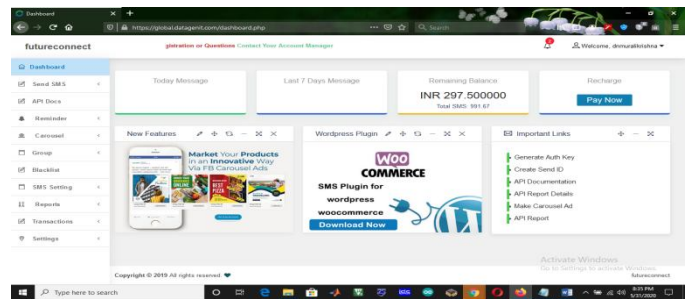 Dashboard
https://global.datagenit.com/dashboard.php
Search
futureconnect
gistration or Questions Contact Your Account Manager
Welcome, dnmuralikrishna
Dashboard
Send SMS
API Docs
Reminder
Carousel
Group
Blacklist
SMS Setting
Reports
Transactions
Settings
Today Message
Last 7 Days Message
Remaining Balance
INR 297.500000
Total SMS: 991.67
Recharge
Pay Now
New Features
Market Your Products
in an Innovative Way
Via FB Carousel Ads
Wordpress Plugin
WOO
COMMERCE
SMS Plugin for
wordpress
woocommerce
Download Now
Important Links
Generate Auth Key
Create Send ID
API Documentation
API Report Details
Make Carousel Ad
API Report
Activate Windows
Go to Settings to activate Windows.
Copyright © 2019 All rights reserved.
futureconnect
Type here to search
9:35 PM
5/31/2020